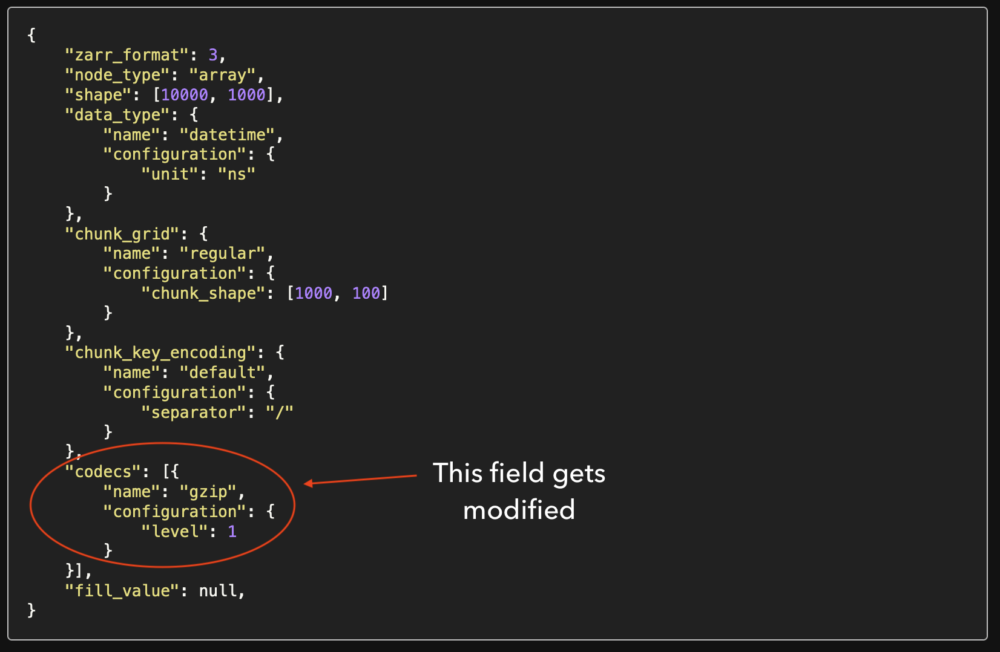 {
    "zarr_format": 3,
    "node_type": "array",
    "shape": [10000, 1000],
    "data_type": {
        "name": "datetime",
        "configuration": {
            "unit": "ns"
        }
    },
    "chunk_grid": {
        "name": "regular",
        "configuration": {
            "chunk_shape": [1000, 100]
        }
    },
    "chunk_key_encoding": {
        "name": "default",
        "configuration": {
            "separator": "/"
        }
    },
    "codecs": [{
        "name": "gzip",
        "configuration": {
            "level": 1
        }
    }],
    "fill_value": null,
}
This field gets
modified